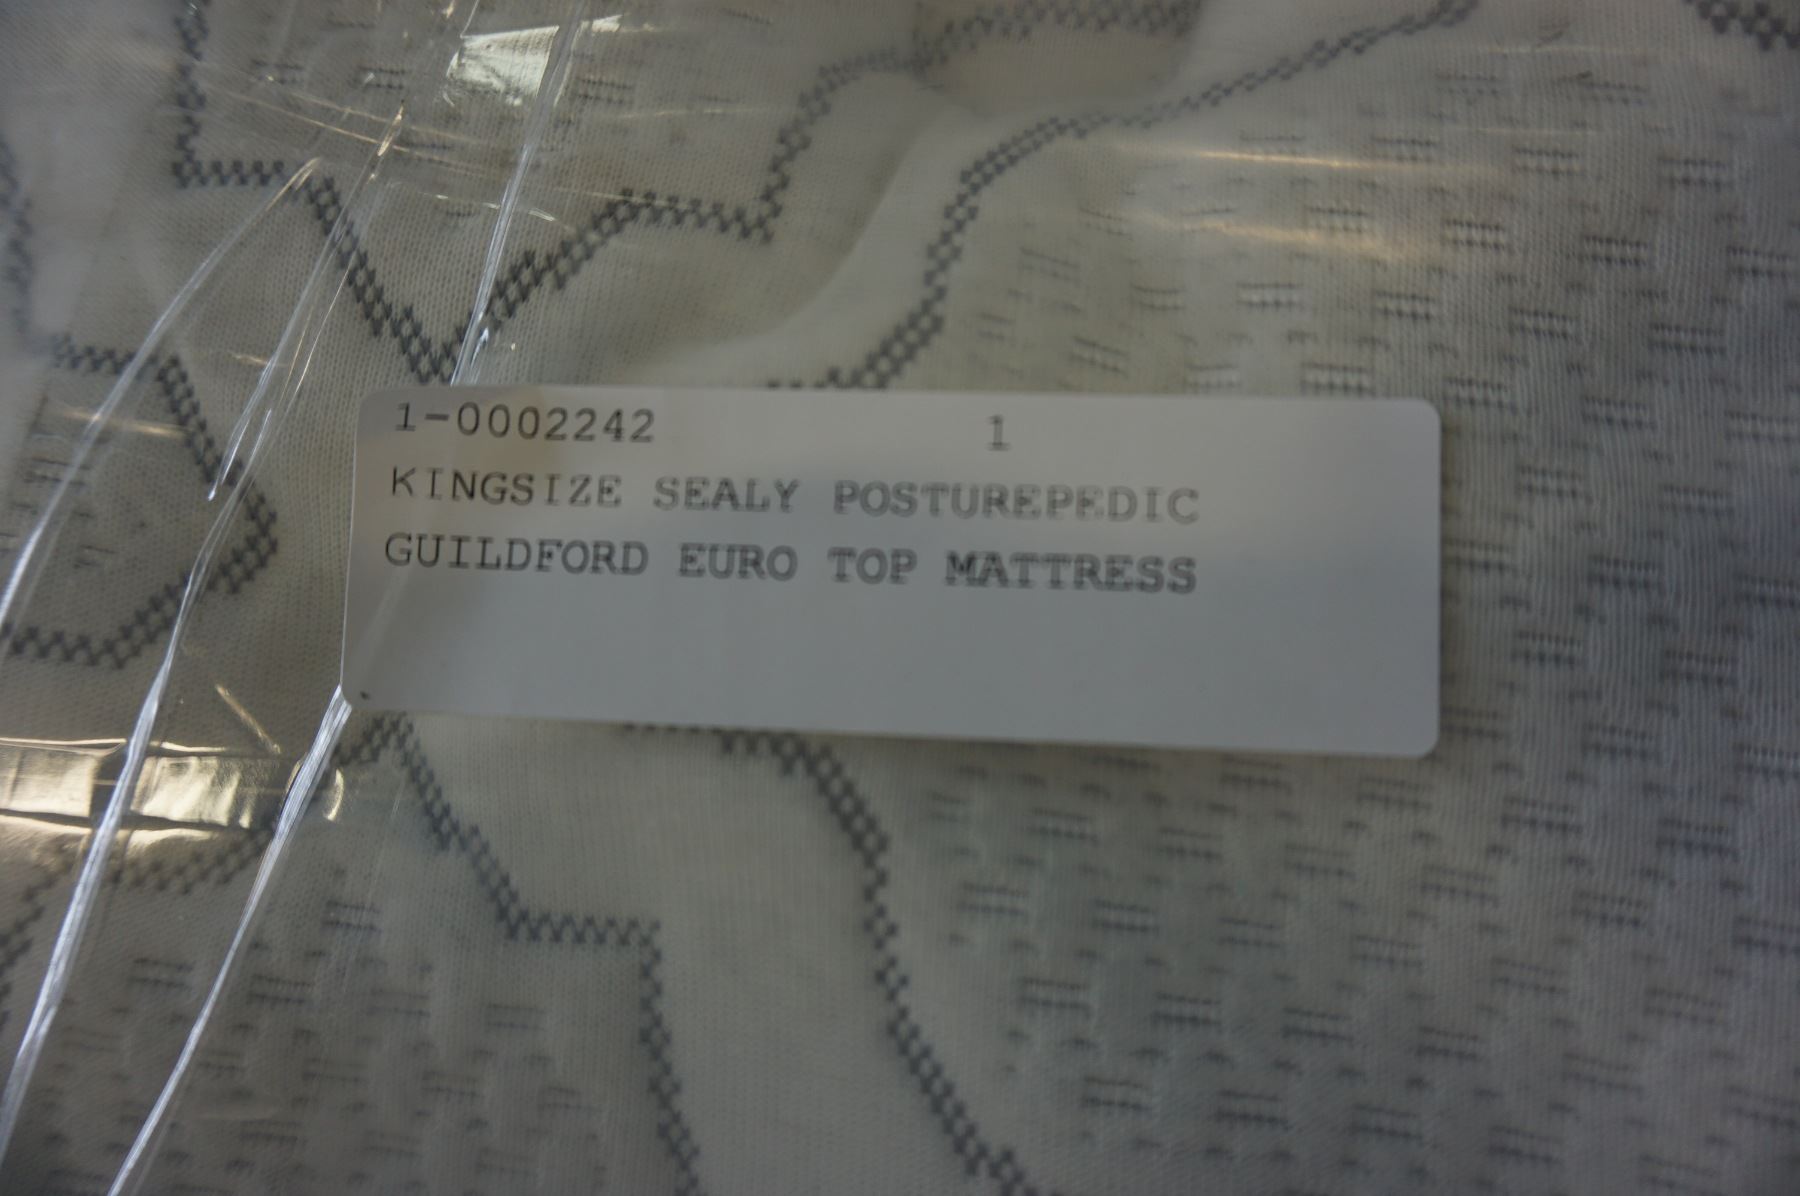 1-0002242 1
KINGSIZE SEALY POSTUREPEDIC
GUILDFORD EURO TOP MATTRESS